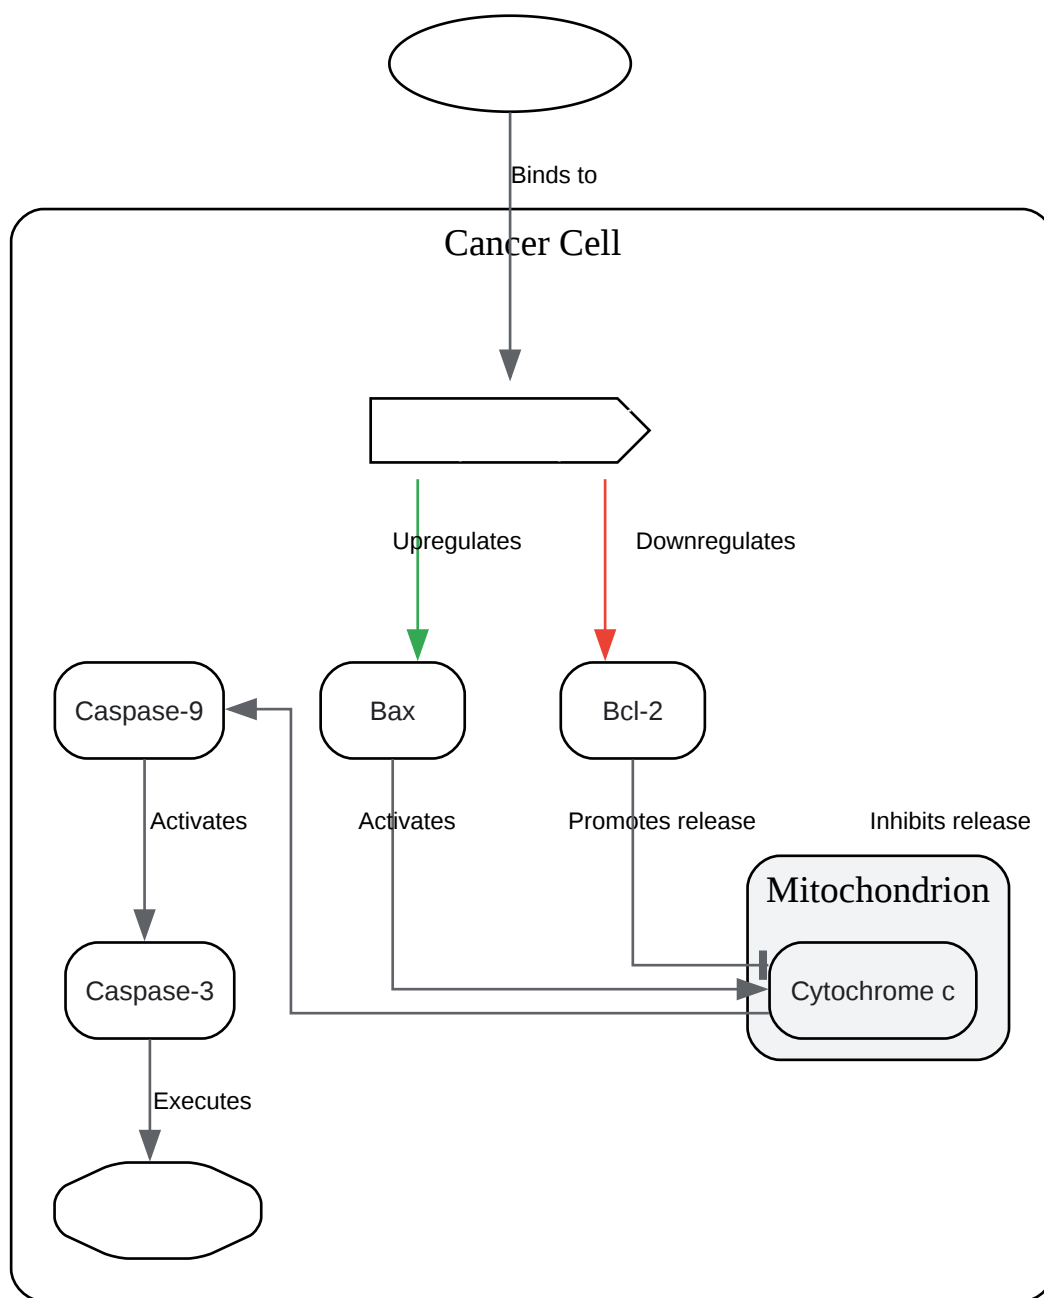 Binds to
Cancer Cell
Upregulates
Downregulates
Caspase-9
Bax
Bcl-2
Activates
Activates
Promotes release
Inhibits release
Mitochondrion
Caspase-3
Cytochrome c
Executes